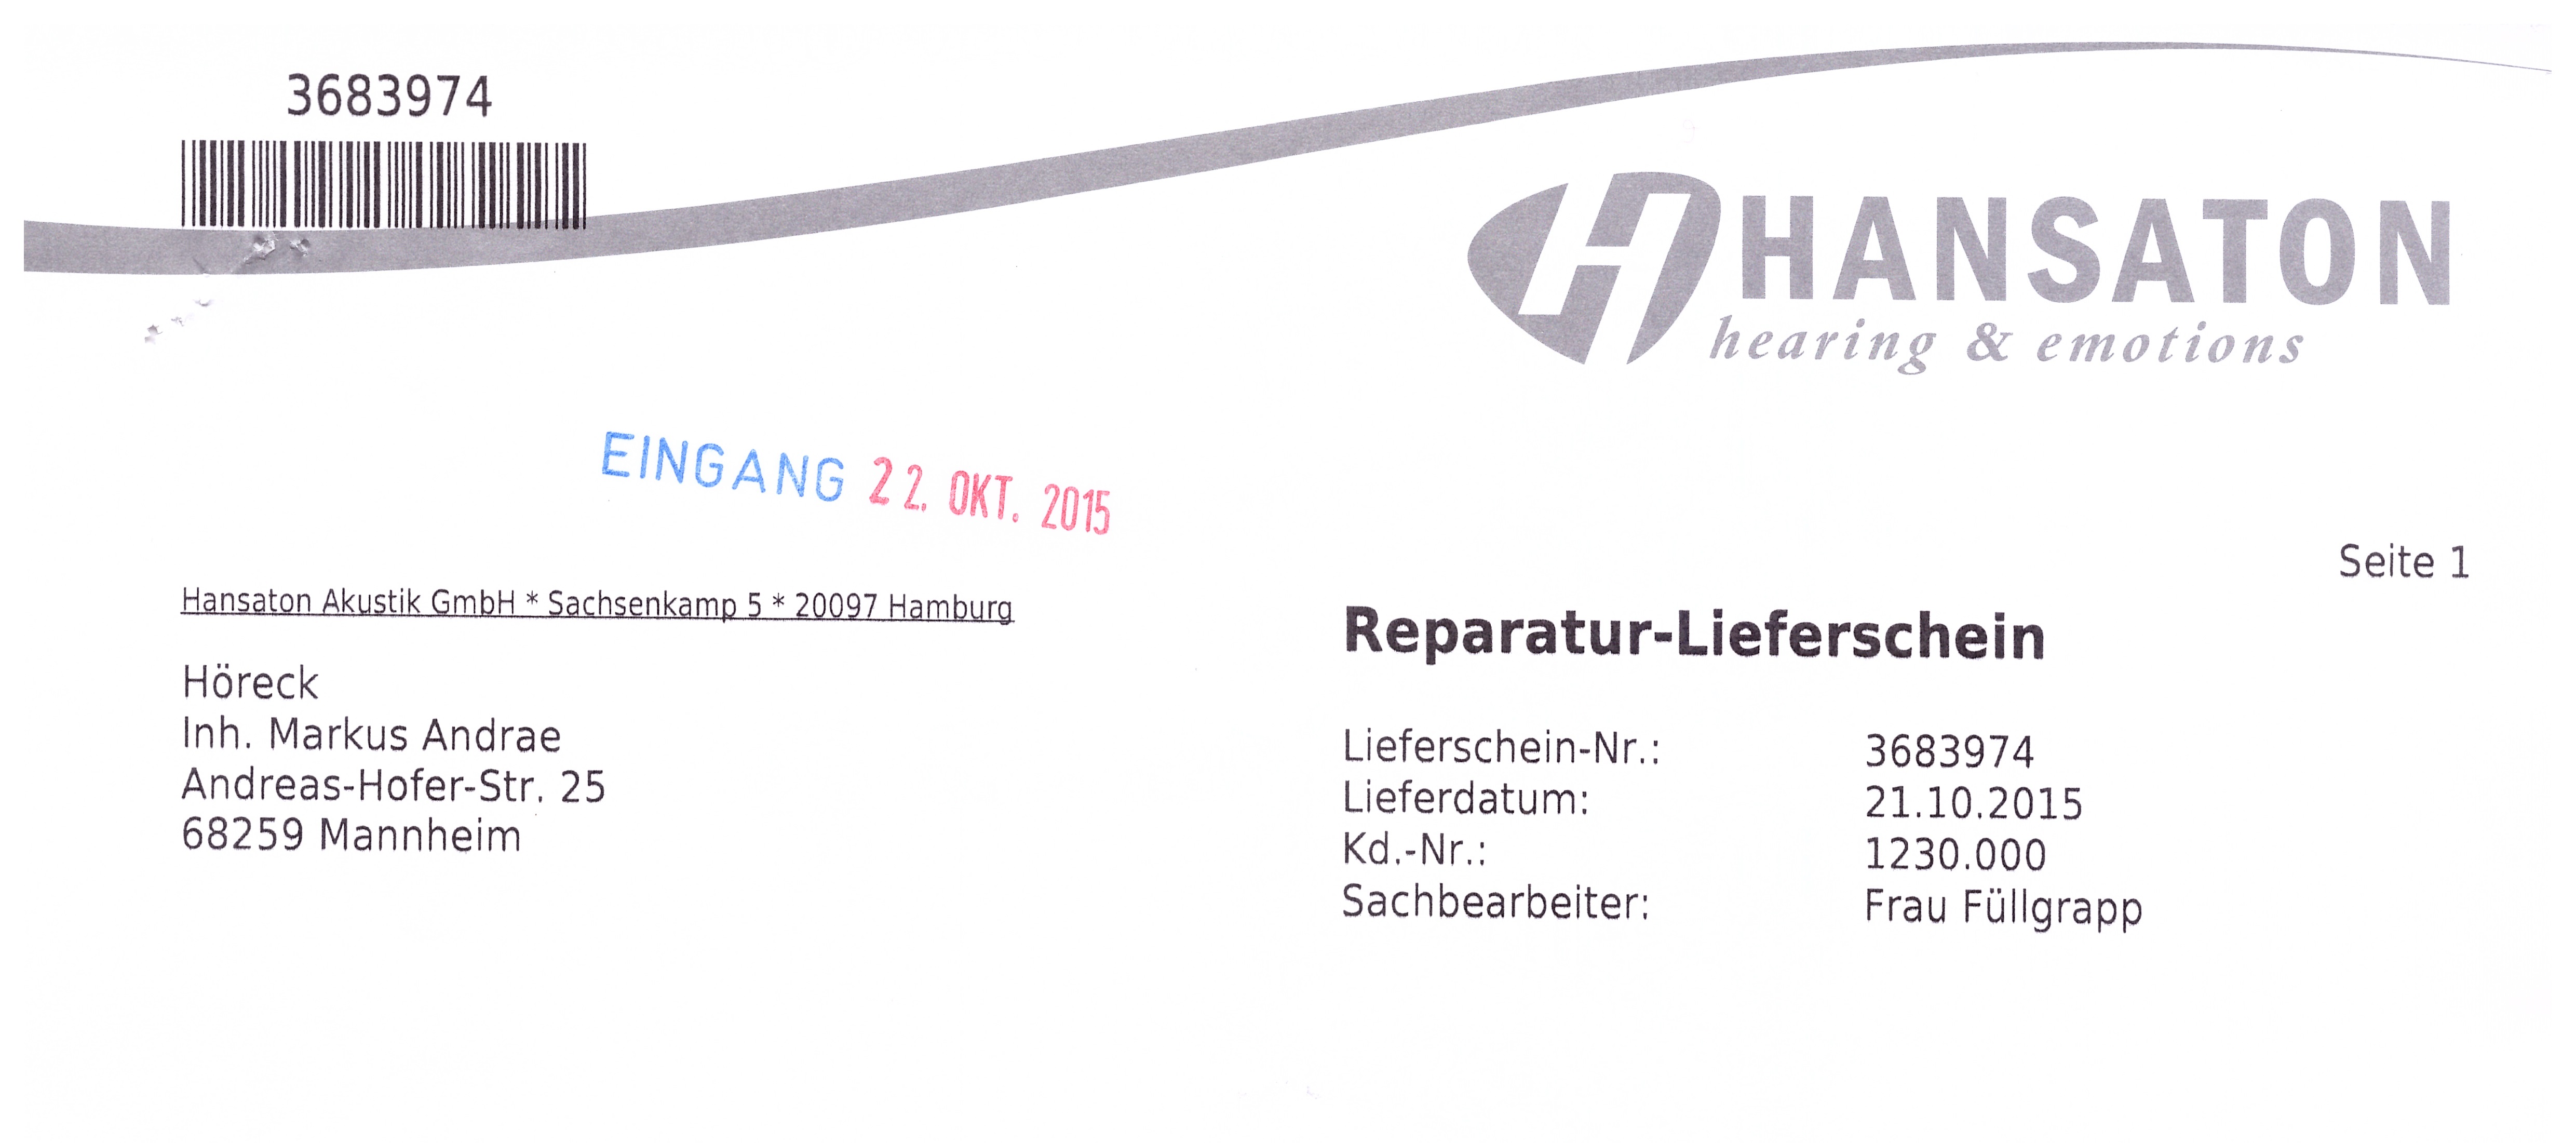 3683974
HANSATON
hearing & emotions
EINGANG 22. OKT. 2015
Seite 1
Hansaton Akustik GmbH * Sachsenkamp 5 * 20097 Hamburg
Reparatur-Lieferschein
Höreck
Inh. Markus Andrae
Andreas-Hofer-Str. 25
68259 Mannheim
Lieferschein-Nr.: 3683974
Lieferdatum: 21.10.2015
Kd.-Nr.: 1230.000
Sachbearbeiter: Frau Füllgrapp